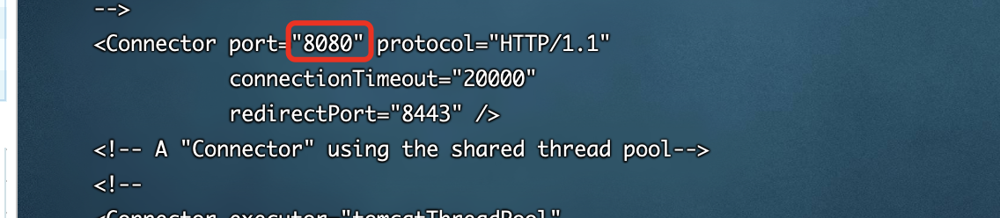 -->
<Connector port="8080" protocol="HTTP/1.1"
connectionTimeout="20000"
redirectPort="8443" />
<!-- A "Connector" using the shared thread pool-->
<!--
<Connector executor="tomcatThreadPool"